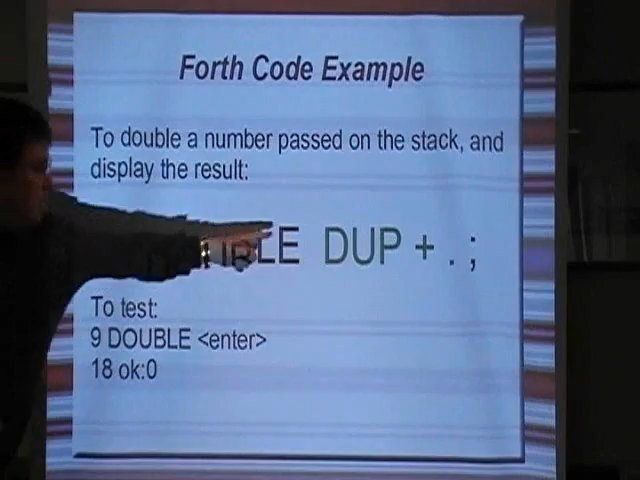 Forth Code Example
To double a number passed on the stack, and
display the result:
DUP + . ;
To test:
9 DOUBLE <enter>
18 ok:0